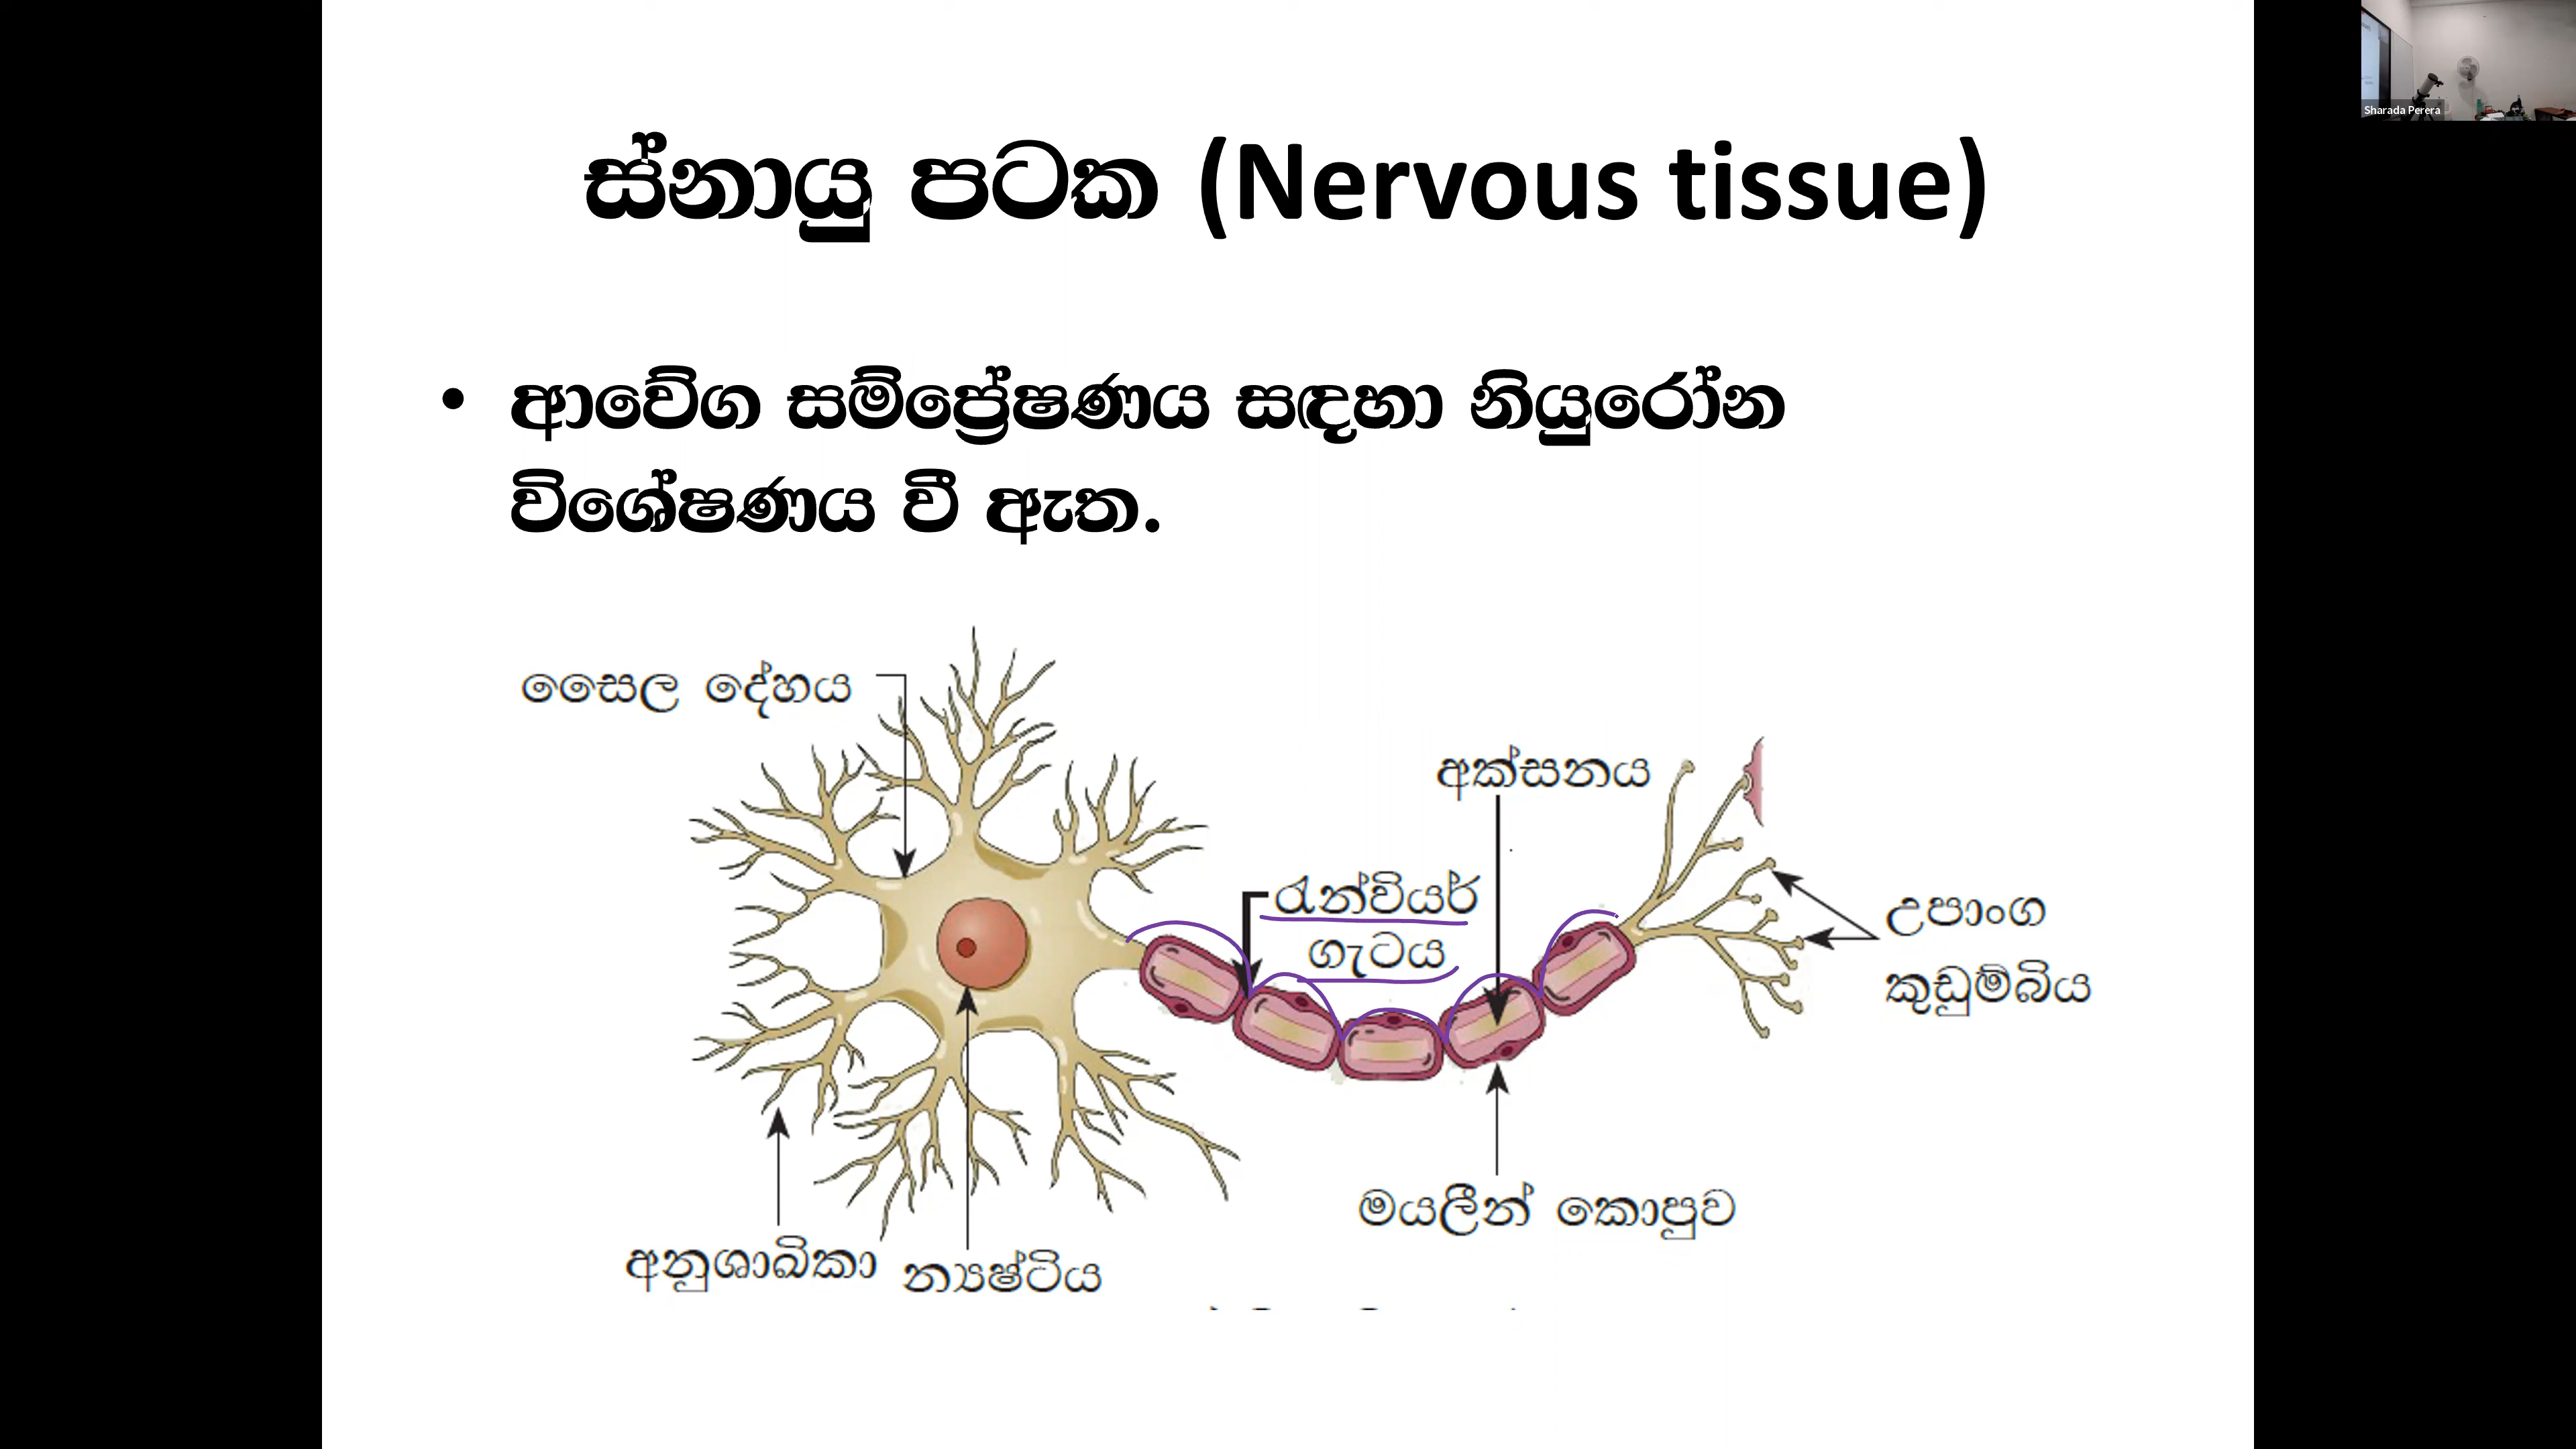 Sharada Perera
ස්නායු පටක (Nervous tissue)
• ආවේග සම්ප්‍රේෂණය සඳහා නියුරෝන
විශේෂණය වී ඇත.
සෛල දේහය
අක්සනය
රැන්වියර්
ගැටය
උපාංග
කුඩුම්බිය
මයලීන් කොපුව
අනුශාඛිකා
න්‍යෂ්ටිය